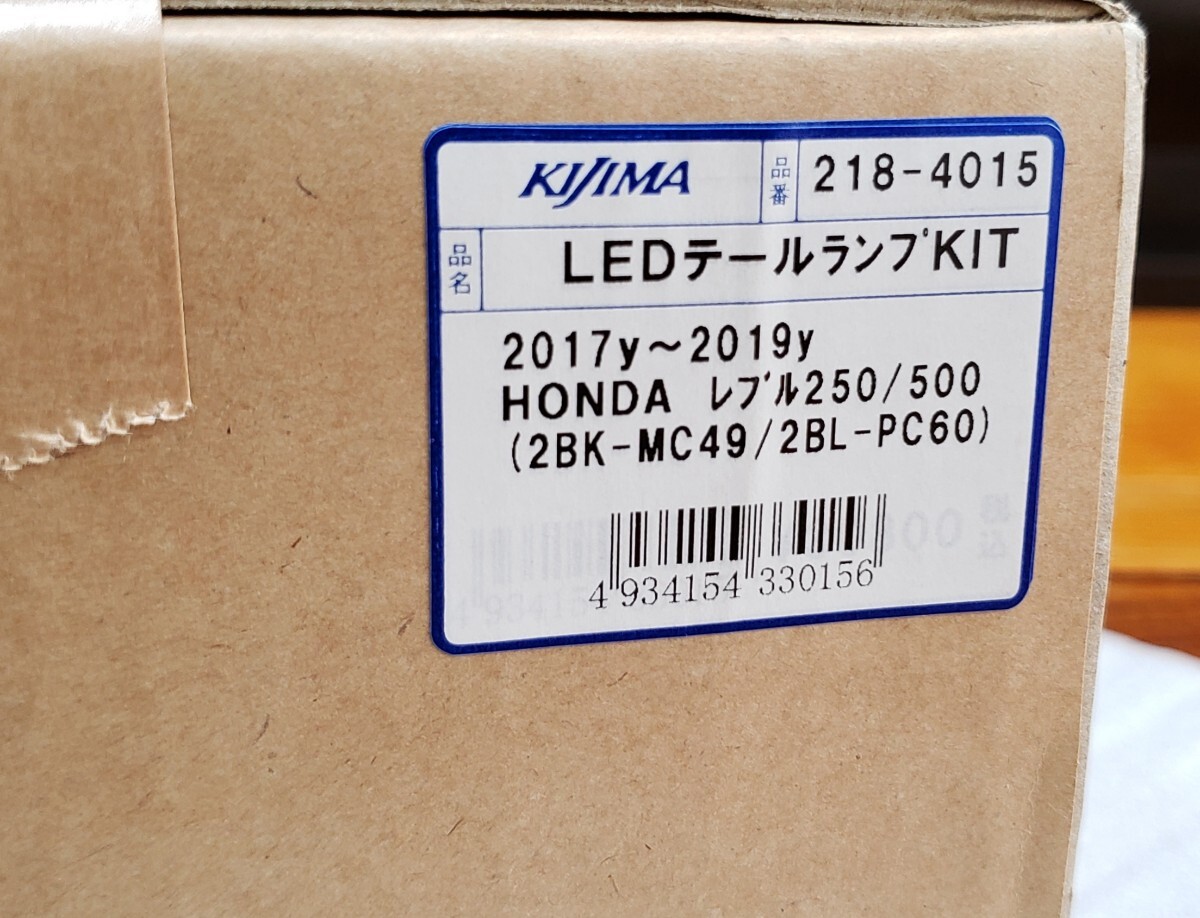 KIJIMA
品番
218-4015
品名
LEDテールランプKIT
2017y～2019y
HONDA レブル250/500
(2BK-MC49/2BL-PC60)
4 934154 330156